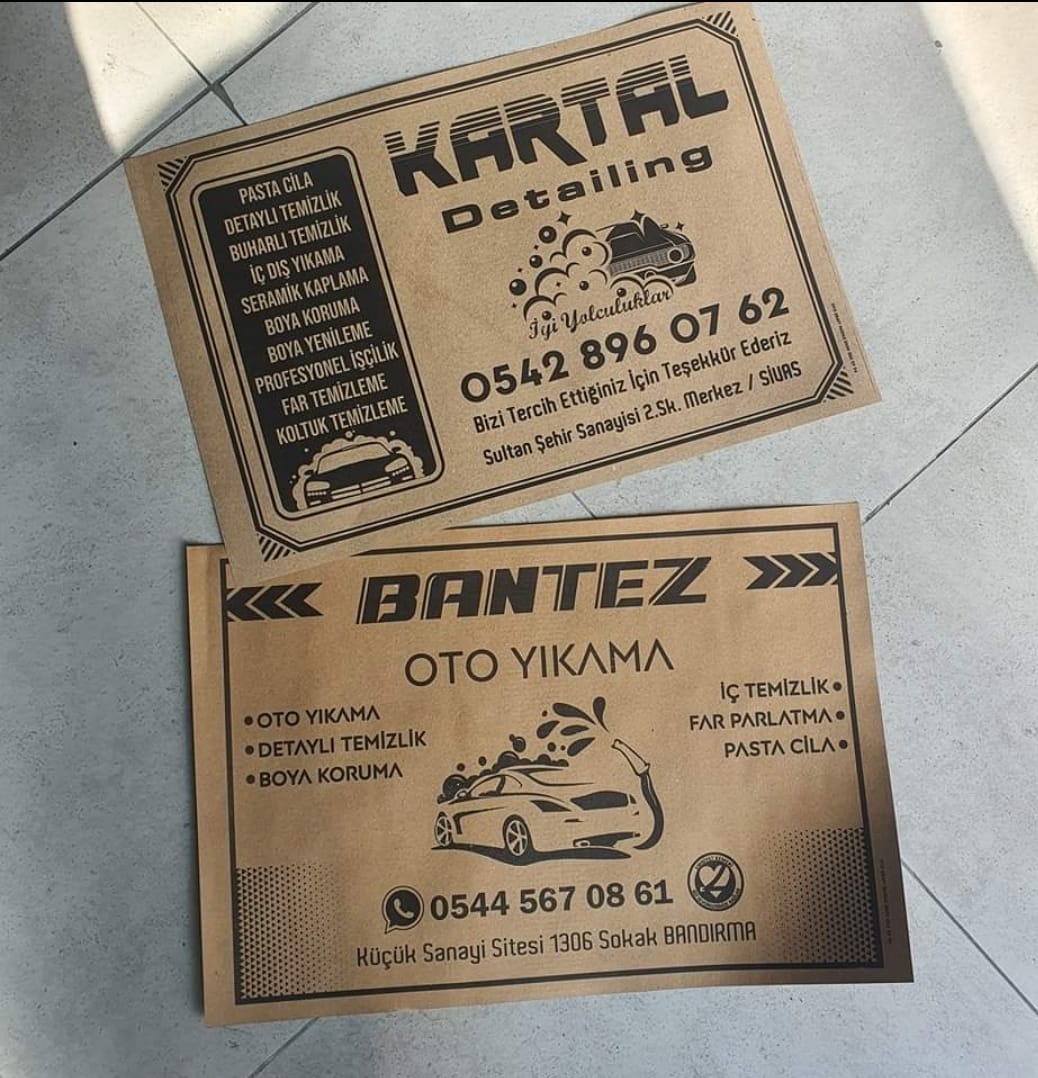 KARTAL
Detailing
PASTA CİLA
DETAYLI TEMİZLİK
BUHARLI TEMİZLİK
İÇ DIŞ YIKAMA
SERAMİK KAPLAMA
BOYA KORUMA
BOYA YENİLEME
PROFESYONEL İŞÇİLİK
FAR TEMİZLEME
KOLTUK TEMİZLEME
İyi Yolculuklar
0542 896 07 62
Bizi Tercih Ettiğiniz İçin Teşekkür Ederiz
Sultan Şehir Sanayisi 2.Sk. Merkez / SİVAS
BANTEZ
OTO YIKAMA
• OTO YIKAMA
• DETAYLI TEMİZLİK
• BOYA KORUMA
İÇ TEMİZLİK •
FAR PARLATMA •
PASTA CİLA •
0544 567 08 61
Küçük Sanayi Sitesi 1306 Sokak BANDIRMA